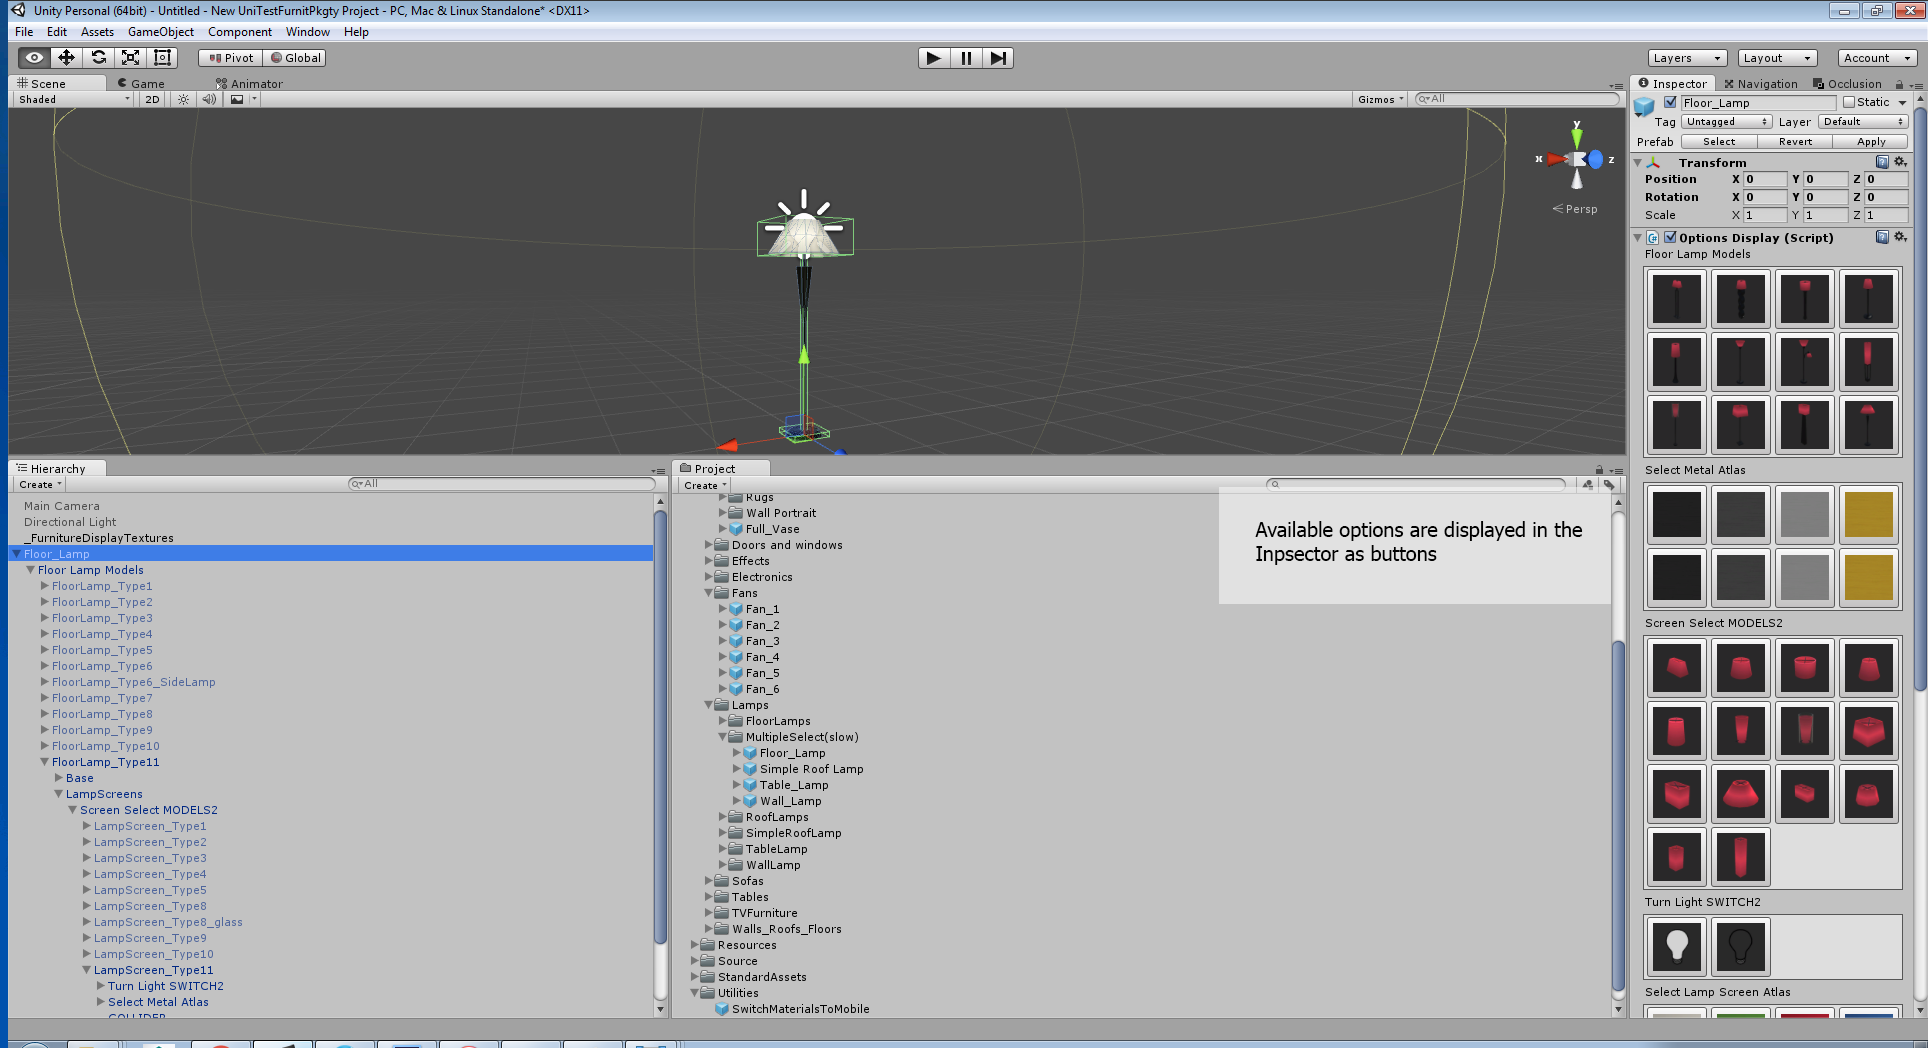 Unity Personal (64bit) - Untitled - New UniTestFurnitPkgty Project - PC, Mac & Linux Standalone* <DX11>
File Edit Assets GameObject Component Window Help
Pivot Global
Layers Layout Account
Scene Game Animator
Shaded 2D Gizmos All
y
x z
Persp
Inspector Navigation Occlusion
Floor_Lamp Static
Tag Untagged Layer Default
Prefab Select Revert Apply
Transform
Position X 0 Y 0 Z 0
Rotation X 0 Y 0 Z 0
Scale X 1 Y 1 Z 1
Options Display (Script)
Floor Lamp Models
Select Metal Atlas
Screen Select MODELS2
Turn Light SWITCH2
Select Lamp Screen Atlas
Hierarchy
Create All
Main Camera
Directional Light
_FurnitureDisplayTextures
Floor_Lamp
Floor Lamp Models
FloorLamp_Type1
FloorLamp_Type2
FloorLamp_Type3
FloorLamp_Type4
FloorLamp_Type5
FloorLamp_Type6
FloorLamp_Type6_SideLamp
FloorLamp_Type7
FloorLamp_Type8
FloorLamp_Type9
FloorLamp_Type10
FloorLamp_Type11
Base
LampScreens
Screen Select MODELS2
LampScreen_Type1
LampScreen_Type2
LampScreen_Type3
LampScreen_Type4
LampScreen_Type5
LampScreen_Type8
LampScreen_Type8_glass
LampScreen_Type9
LampScreen_Type10
LampScreen_Type11
Turn Light SWITCH2
Select Metal Atlas
COLLIDER
Project
Create
Rugs
Wall Portrait
Full_Vase
Doors and windows
Effects
Electronics
Fans
Fan_1
Fan_2
Fan_3
Fan_4
Fan_5
Fan_6
Lamps
FloorLamps
MultipleSelect(slow)
Floor_Lamp
Simple Roof Lamp
Table_Lamp
Wall_Lamp
RoofLamps
SimpleRoofLamp
TableLamp
WallLamp
Sofas
Tables
TVFurniture
Walls_Roofs_Floors
Resources
Source
StandardAssets
Utilities
SwitchMaterialsToMobile
Available options are displayed in the
Inpsector as buttons